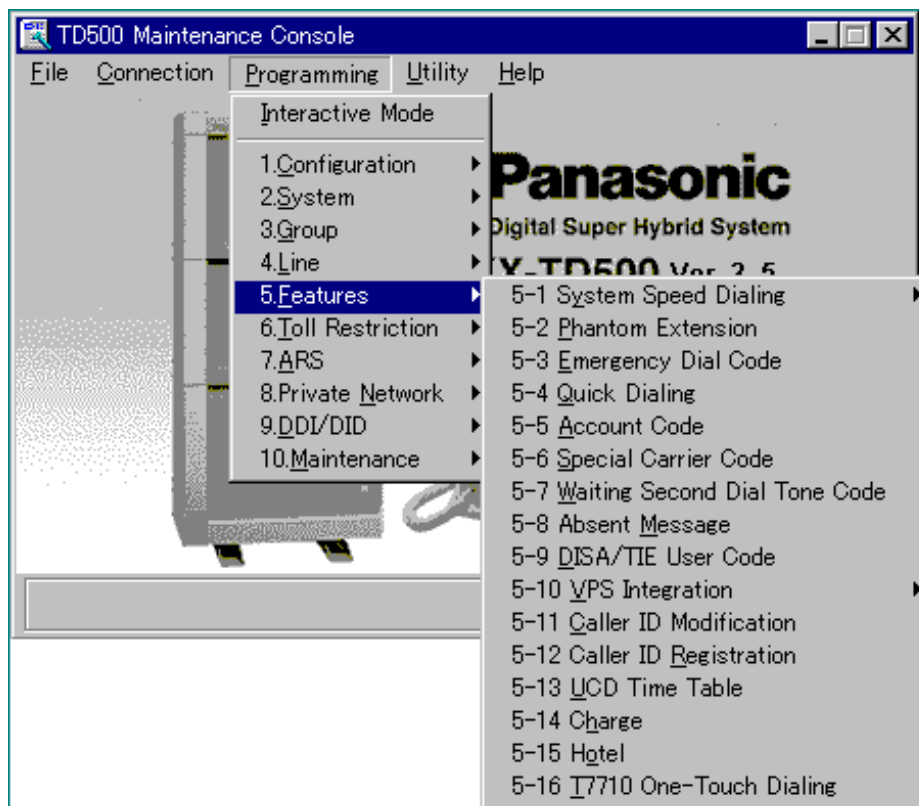 TD500 Maintenance Console
File Connection Programming Utility Help
Interactive Mode
1.Configuration
2.System
3.Group
4.Line
5.Features
6.Toll Restriction
7.ARS
8.Private Network
9.DDI/DID
10.Maintenance
Panasonic
Digital Super Hybrid System
X-TD500 Ver. 2.5
5-1 System Speed Dialing
5-2 Phantom Extension
5-3 Emergency Dial Code
5-4 Quick Dialing
5-5 Account Code
5-6 Special Carrier Code
5-7 Waiting Second Dial Tone Code
5-8 Absent Message
5-9 DISA/TIE User Code
5-10 VPS Integration
5-11 Caller ID Modification
5-12 Caller ID Registration
5-13 UCD Time Table
5-14 Charge
5-15 Hotel
5-16 T7710 One-Touch Dialing